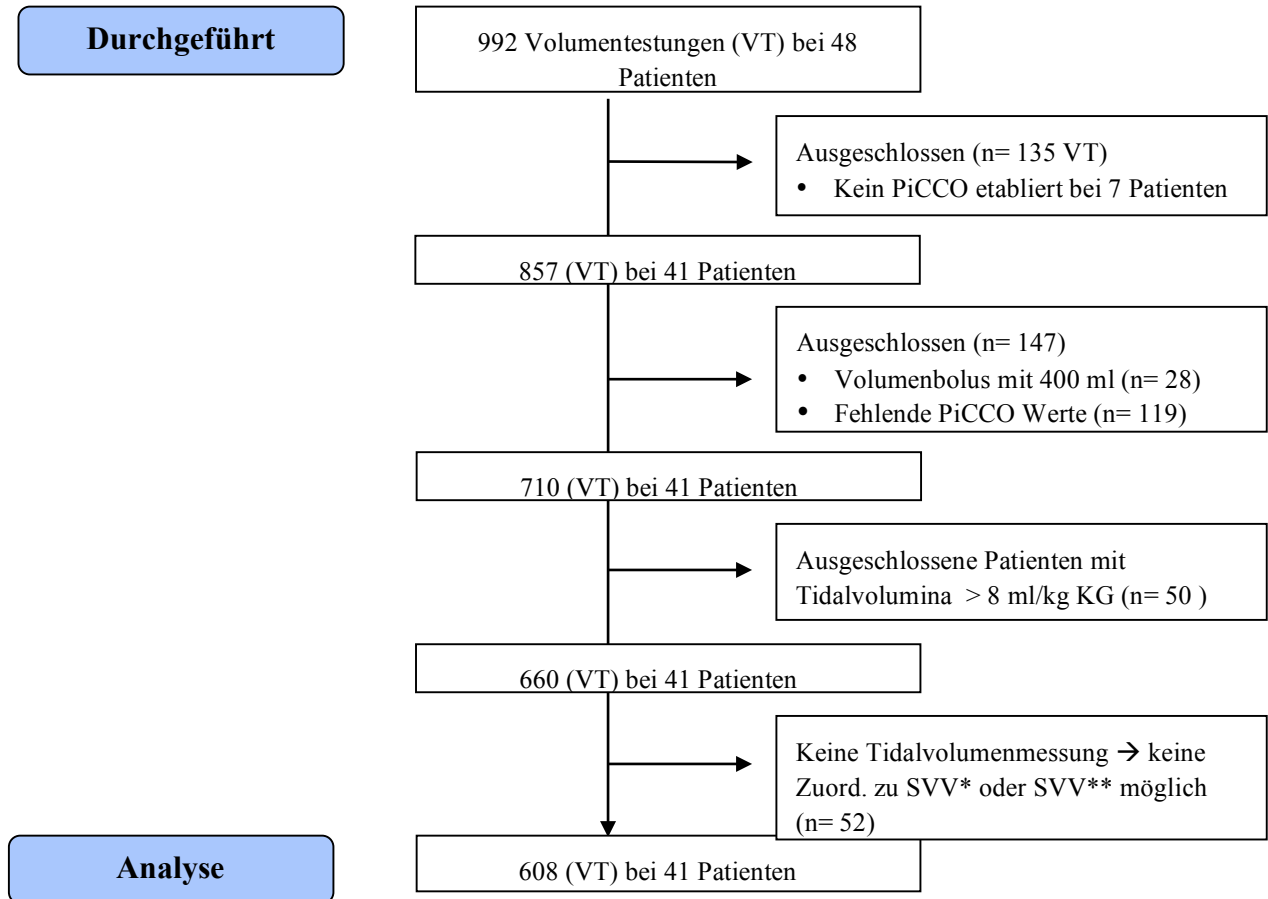 Durchgeführt
992 Volumentestungen (VT) bei 48
Patienten
Ausgeschlossen (n= 135 VT)
• Kein PiCCO etabliert bei 7 Patienten
857 (VT) bei 41 Patienten
Ausgeschlossen (n= 147)
• Volumenbolus mit 400 ml (n= 28)
• Fehlende PiCCO Werte (n= 119)
710 (VT) bei 41 Patienten
Ausgeschlossene Patienten mit
Tidalvolumina > 8 ml/kg KG (n= 50 )
660 (VT) bei 41 Patienten
Keine Tidalvolumenmessung → keine
Zuord. zu SVV* oder SVV** möglich
(n= 52)
Analyse
608 (VT) bei 41 Patienten